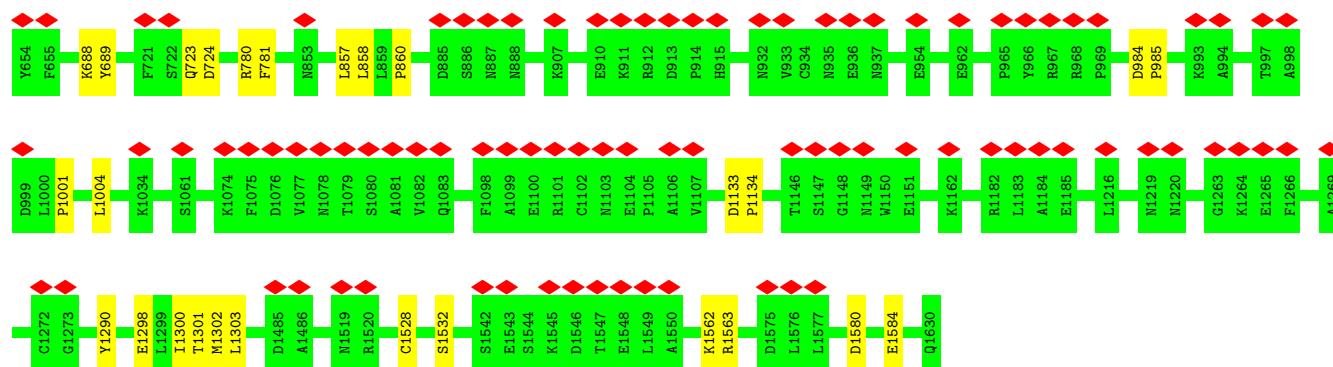 Y654 F655 K688 Y689 F721 S722 Q723 D724 R780 F781 N853 L857 L858 L859 P860 D885 S886 N887 N888 K907 E910 K911 R912 D913 P914 H915 N932 V933 C934 N935 E936 N937 E954 E962 P965 Y966 R967 R968 P969 D984 P985 K993 A994 T997 A998
D999 L1000 P1001 L1004 K1034 S1061 K1074 F1075 D1076 V1077 N1078 T1079 S1080 A1081 V1082 Q1083 F1098 A1099 E1100 R1101 C1102 N1103 E1104 P1105 A1106 V1107 D1133 P1134 T1146 S1147 G1148 N1149 W1150 E1151 K1162 R1182 L1183 A1184 E1185 L1216 N1219 N1220 G1263 K1264 E1265 F1266 A1269
C1272 G1273 Y1290 E1298 L1299 I1300 T1301 M1302 L1303 D1485 A1486 N1519 R1520 C1528 S1532 S1542 E1543 S1544 K1545 D1546 T1547 E1548 L1549 A1550 K1562 R1563 D1575 L1576 L1577 D1580 E1584 Q1630